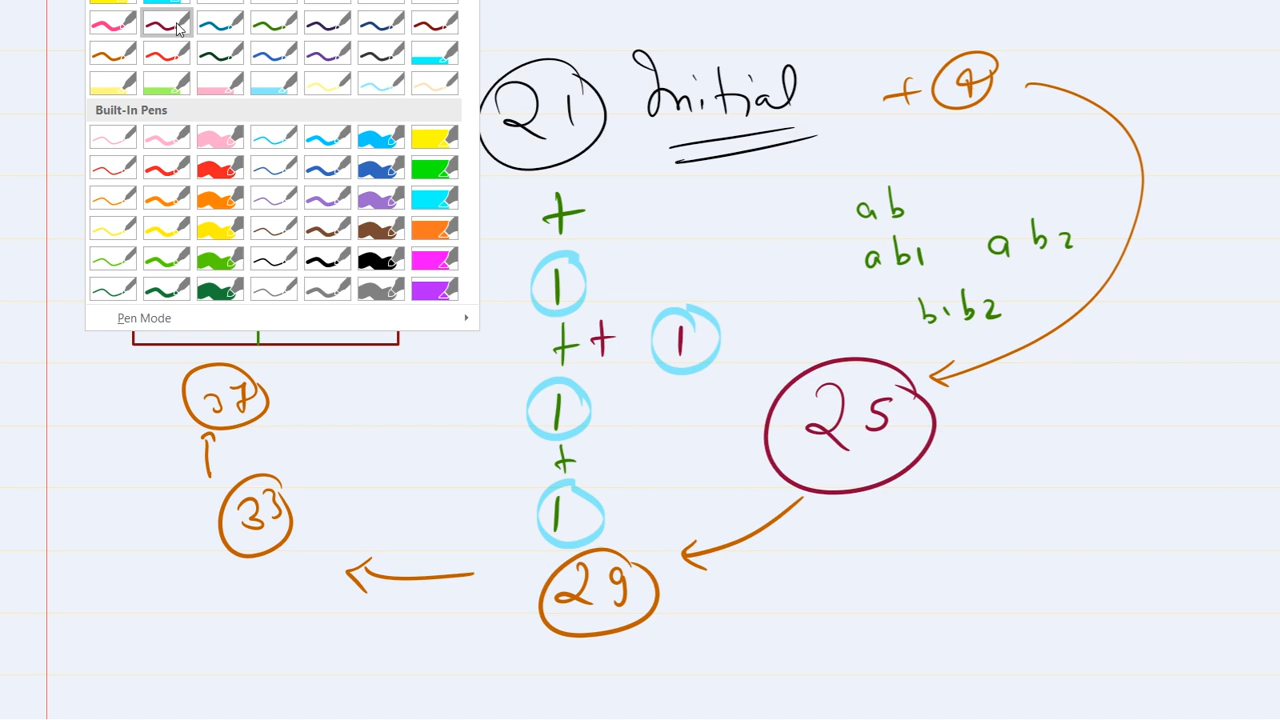 Built-In Pens
Pen Mode
21 Initial + 4
+
1
+ + 1
1
+
1
ab
ab1 ab2
b1b2
25
29
33
37